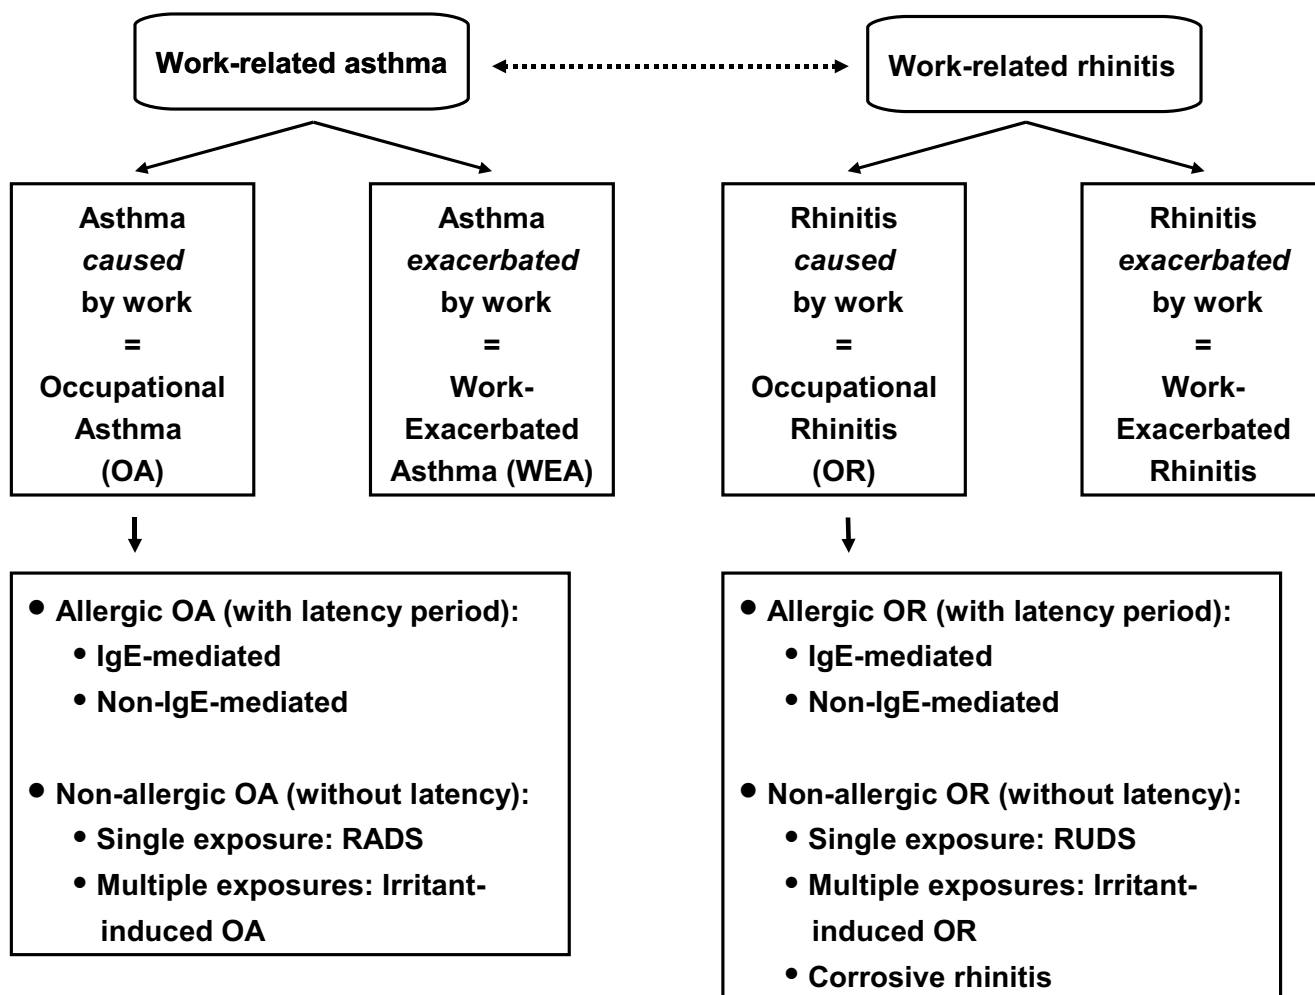 Work-related asthma
Work-related rhinitis
Asthma
caused
by work
=
Occupational
Asthma
(OA)
Asthma
exacerbated
by work
=
Work-
Exacerbated
Asthma (WEA)
Rhinitis
caused
by work
=
Occupational
Rhinitis
(OR)
Rhinitis
exacerbated
by work
=
Work-
Exacerbated
Rhinitis
• Allergic OA (with latency period):
• IgE-mediated
• Non-IgE-mediated
• Non-allergic OA (without latency):
• Single exposure: RADS
• Multiple exposures: Irritant-
induced OA
• Allergic OR (with latency period):
• IgE-mediated
• Non-IgE-mediated
• Non-allergic OR (without latency):
• Single exposure: RUDS
• Multiple exposures: Irritant-
induced OR
• Corrosive rhinitis